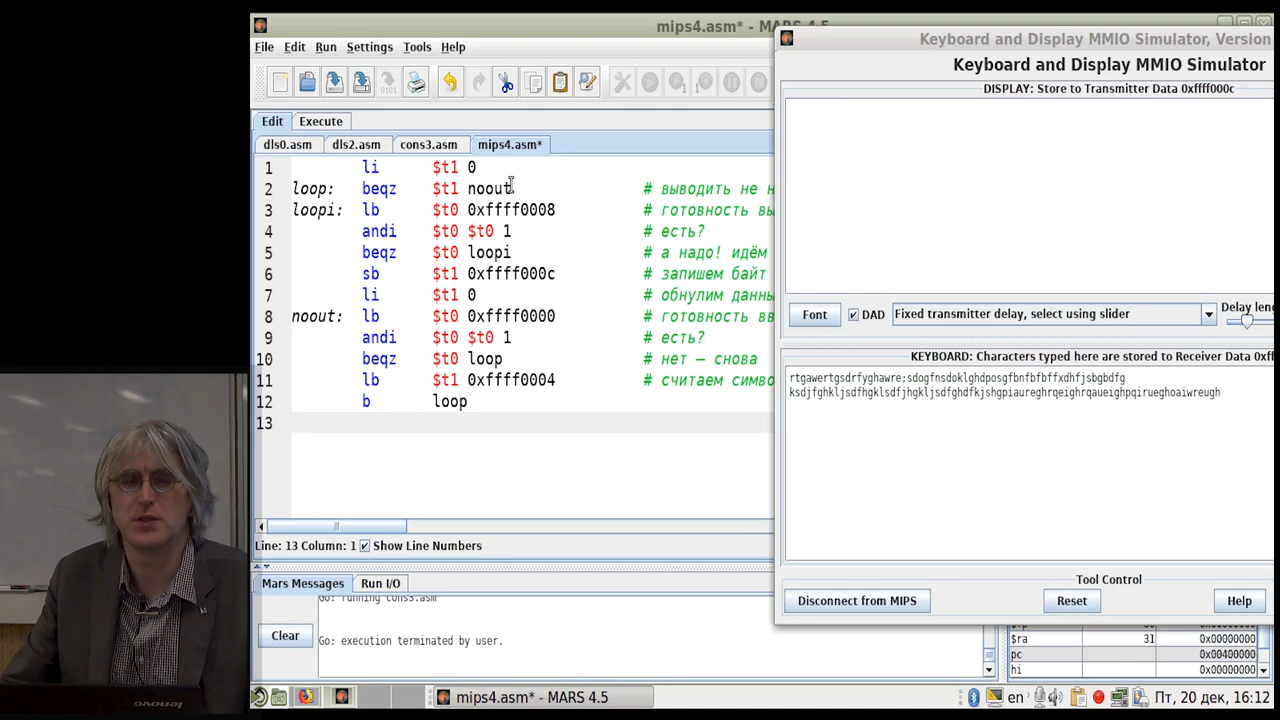 mips4.asm* - MARS 4.5
File Edit Run Settings Tools Help
Edit Execute
dls0.asm dls2.asm cons3.asm mips4.asm*
1 li $t1 0
2 loop: beqz $t1 noout # выводить не н
3 loopi: lb $t0 0xffff0008 # готовность вы
4 andi $t0 $t0 1 # есть?
5 beqz $t0 loopi # а надо! идём
6 sb $t1 0xffff000c # запишем байт
7 li $t1 0 # обнулим данны
8 noout: lb $t0 0xffff0000 # готовность вв
9 andi $t0 $t0 1 # есть?
10 beqz $t0 loop # нет — снова
11 lb $t1 0xffff0004 # считаем симво
12 b loop
13
Line: 13 Column: 1 Show Line Numbers
Mars Messages Run I/O
Go: running cons3.asm
Go: execution terminated by user.
Clear
Keyboard and Display MMIO Simulator, Version
Keyboard and Display MMIO Simulator
DISPLAY: Store to Transmitter Data 0xffff000c
Font DAD Fixed transmitter delay, select using slider Delay leng
KEYBOARD: Characters typed here are stored to Receiver Data 0xff
rtgawertgsdrfyghawre;sdogfnsdoklghdposgfbnfbfbffxdhfjsbgbdfg
ksdjfghkljsdfhgklsdfjhgkljsdfghdfkjshgpiaureghrqeighrqaueighpqirueghoaiwreugh
Tool Control
Disconnect from MIPS Reset Help
$ra 31 0x00000000
pc 0x00400000
hi 0x00000000
mips4.asm* - MARS 4.5
en Пт, 20 дек, 16:12
lenovo